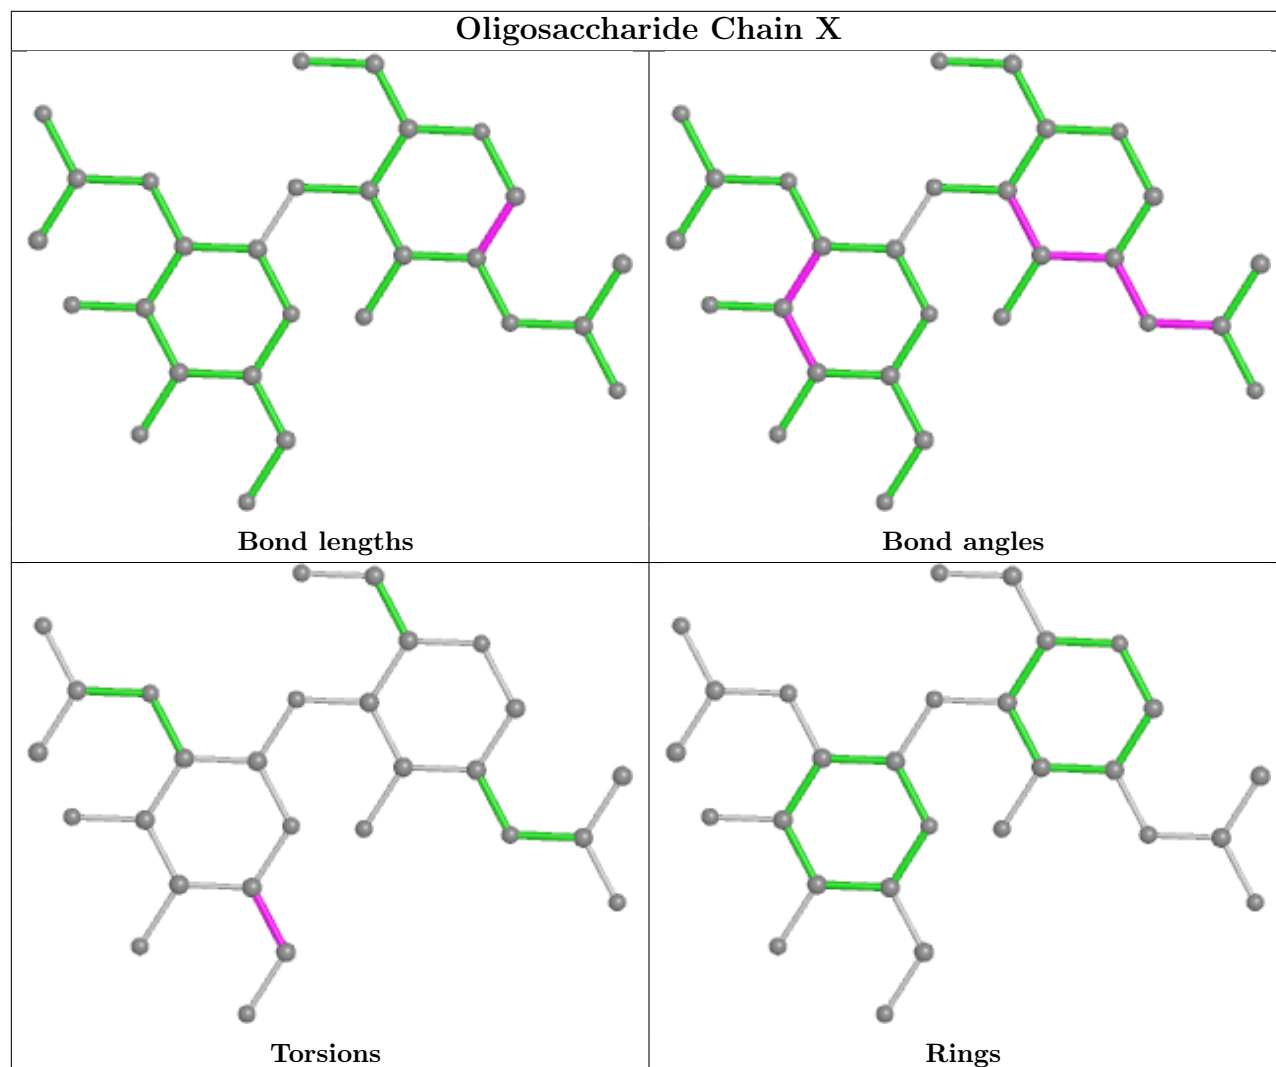 Oligosaccharide Chain X
Bond lengths
Bond angles
Torsions
Rings